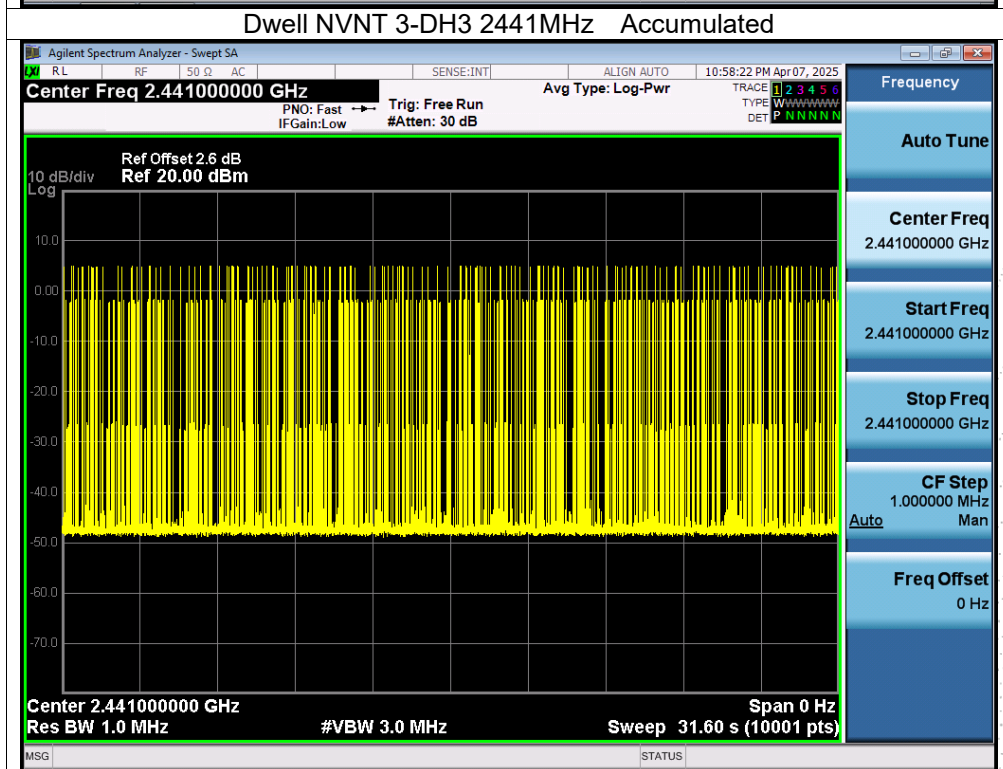 Dwell NVNT 3-DH3 2441MHz Accumulated
Agilent Spectrum Analyzer - Swept SA
LXI RL RF 50 Ω AC SENSE:INT ALIGN AUTO 10:58:22 PM Apr 07, 2025
Center Freq 2.441000000 GHz
PNO: Fast
IFGain:Low
Trig: Free Run
#Atten: 30 dB
Avg Type: Log-Pwr
TRACE 1 2 3 4 5 6
TYPE WWWWWWW
DET P N N N N N
Ref Offset 2.6 dB
10 dB/div Ref 20.00 dBm
Log
10.0
0.00
-10.0
-20.0
-30.0
-40.0
-50.0
-60.0
-70.0
Center 2.441000000 GHz Span 0 Hz
Res BW 1.0 MHz #VBW 3.0 MHz Sweep 31.60 s (10001 pts)
MSG STATUS
Frequency
Auto Tune
Center Freq
2.441000000 GHz
Start Freq
2.441000000 GHz
Stop Freq
2.441000000 GHz
CF Step
1.000000 MHz
Auto Man
Freq Offset
0 Hz